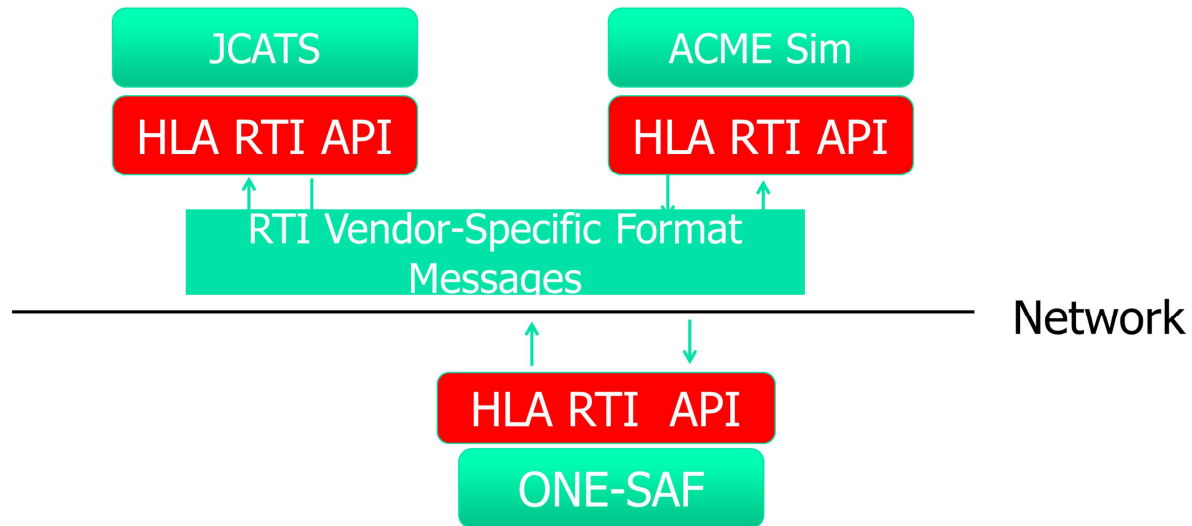 JCATS
ACME Sim
HLA RTI API
HLA RTI API
RTI Vendor-Specific Format
Messages
Network
HLA RTI API
ONE-SAF